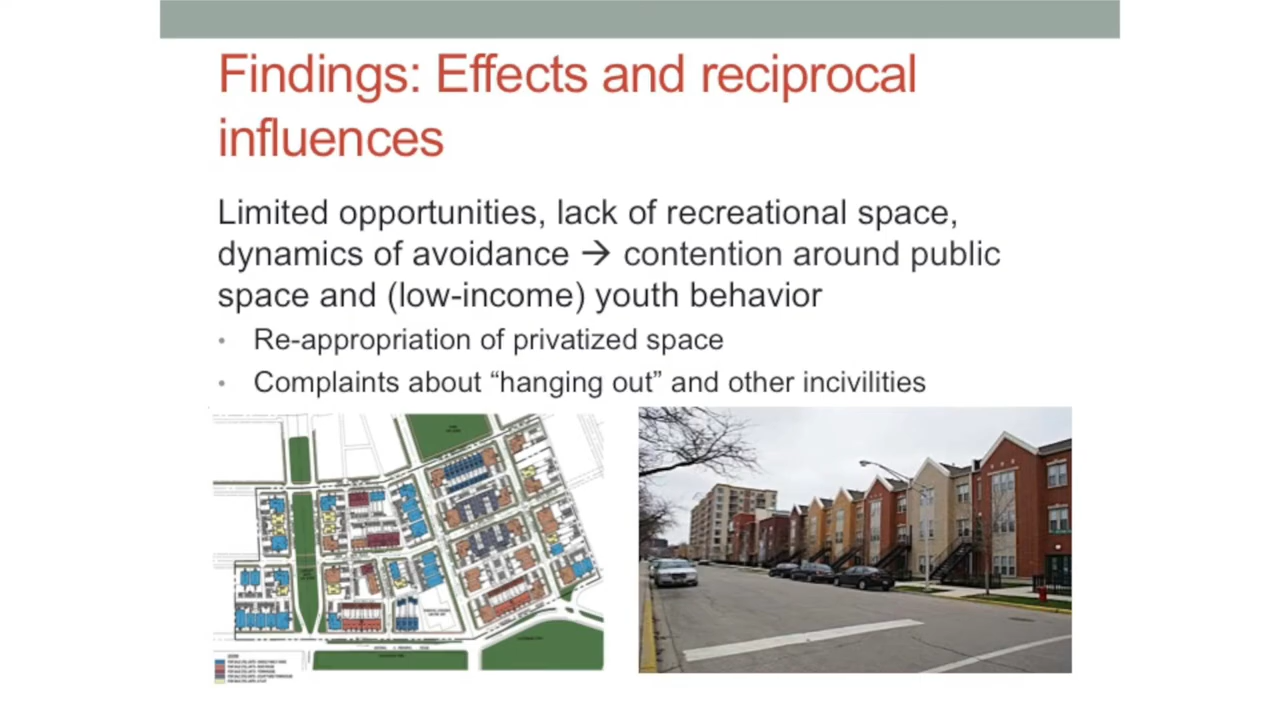 Findings: Effects and reciprocal
influences
Limited opportunities, lack of recreational space,
dynamics of avoidance → contention around public
space and (low-income) youth behavior
• Re-appropriation of privatized space
• Complaints about “hanging out” and other incivilities